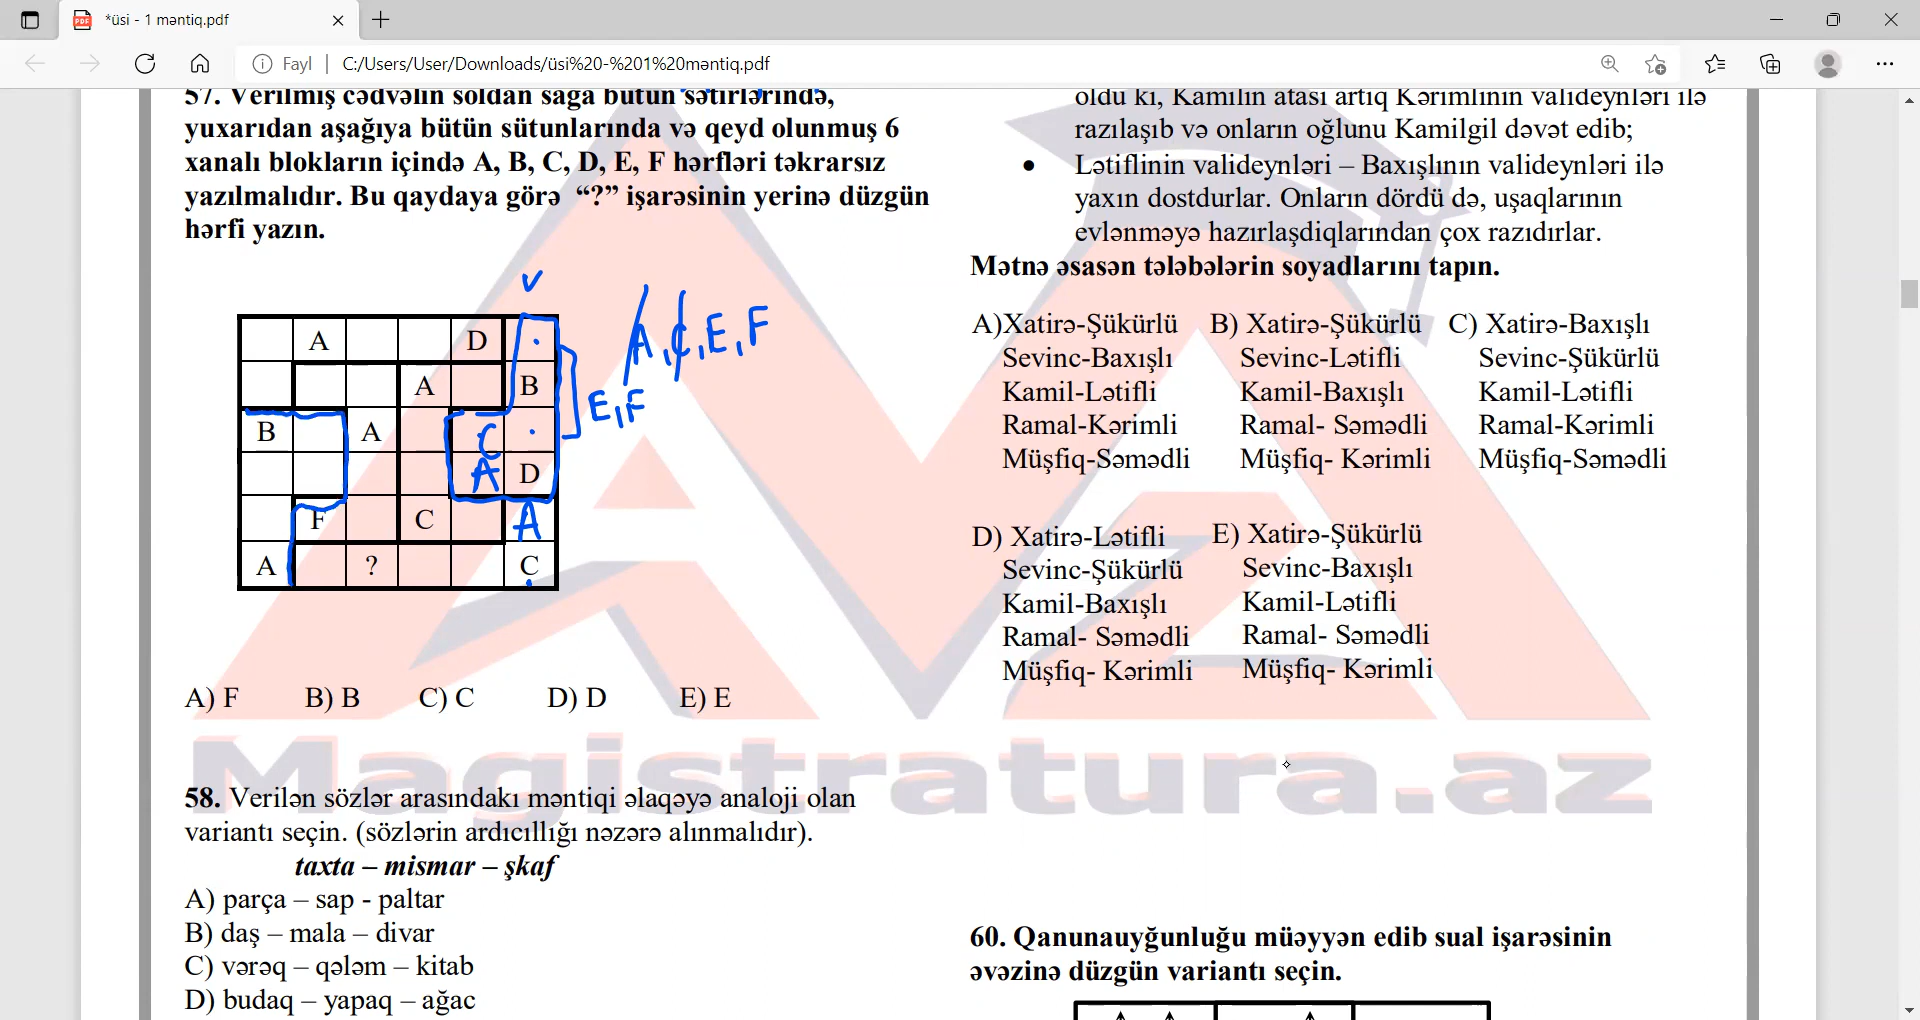 *üsi - 1 məntiq.pdf
Fayl
C:/Users/User/Downloads/üsi%20-%201%20məntiq.pdf
57. Verilmiş cədvəlin soldan sağa bütün sətirlərində,
yuxarıdan aşağıya bütün sütunlarında və qeyd olunmuş 6
xanalı blokların içində A, B, C, D, E, F hərfləri təkrarsız
yazılmalıdır. Bu qaydaya görə “?” işarəsinin yerinə düzgün
hərfi yazın.
A D
A B
B A C
A D
F C A
A ? C
A, C, E, F
E, F
A) F B) B C) C D) D E) E
58. Verilən sözlər arasındakı məntiqi əlaqəyə analoji olan
variantı seçin. (sözlərin ardıcıllığı nəzərə alınmalıdır).
taxta – mismar – şkaf
A) parça – sap - paltar
B) daş – mala – divar
C) vərəq – qələm – kitab
D) budaq – yapaq – ağac
oldu ki, Kamilin atası artıq Kərimlinin valideynləri ilə
razılaşıb və onların oğlunu Kamilgil dəvət edib;
• Lətiflinin valideynləri – Baxışlının valideynləri ilə
yaxın dostdurlar. Onların dördü də, uşaqlarının
evlənməyə hazırlaşdiqlarından çox razıdırlar.
Mətnə əsasən tələbələrin soyadlarını tapın.
A)Xatirə-Şükürlü B) Xatirə-Şükürlü C) Xatirə-Baxışlı
Sevinc-Baxışlı Sevinc-Lətifli Sevinc-Şükürlü
Kamil-Lətifli Kamil-Baxışlı Kamil-Lətifli
Ramal-Kərimli Ramal- Səmədli Ramal-Kərimli
Müşfiq-Səmədli Müşfiq- Kərimli Müşfiq-Səmədli
D) Xatirə-Lətifli E) Xatirə-Şükürlü
Sevinc-Şükürlü Sevinc-Baxışlı
Kamil-Baxışlı Kamil-Lətifli
Ramal- Səmədli Ramal- Səmədli
Müşfiq- Kərimli Müşfiq- Kərimli
60. Qanunauyğunluğu müəyyən edib sual işarəsinin
əvəzinə düzgün variantı seçin.
Magistratura.az